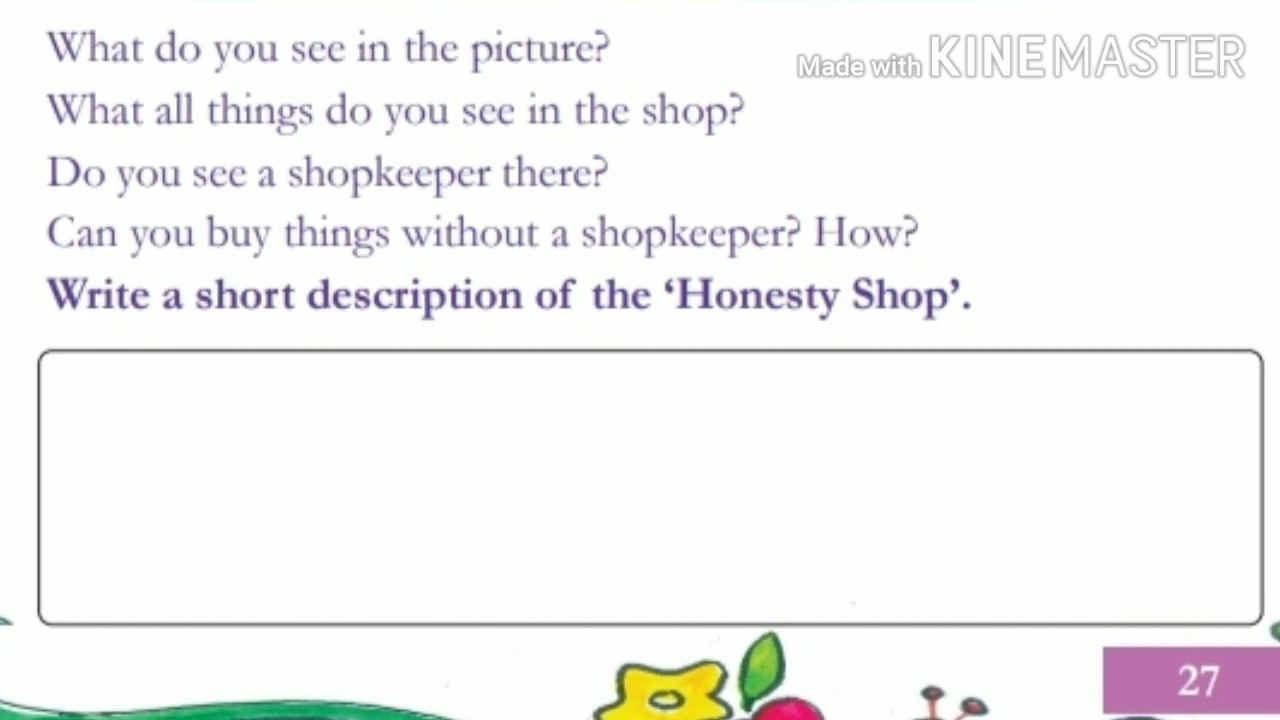 What do you see in the picture?
Made with KINEMASTER
What all things do you see in the shop?
Do you see a shopkeeper there?
Can you buy things without a shopkeeper? How?
Write a short description of the ‘Honesty Shop’.
27